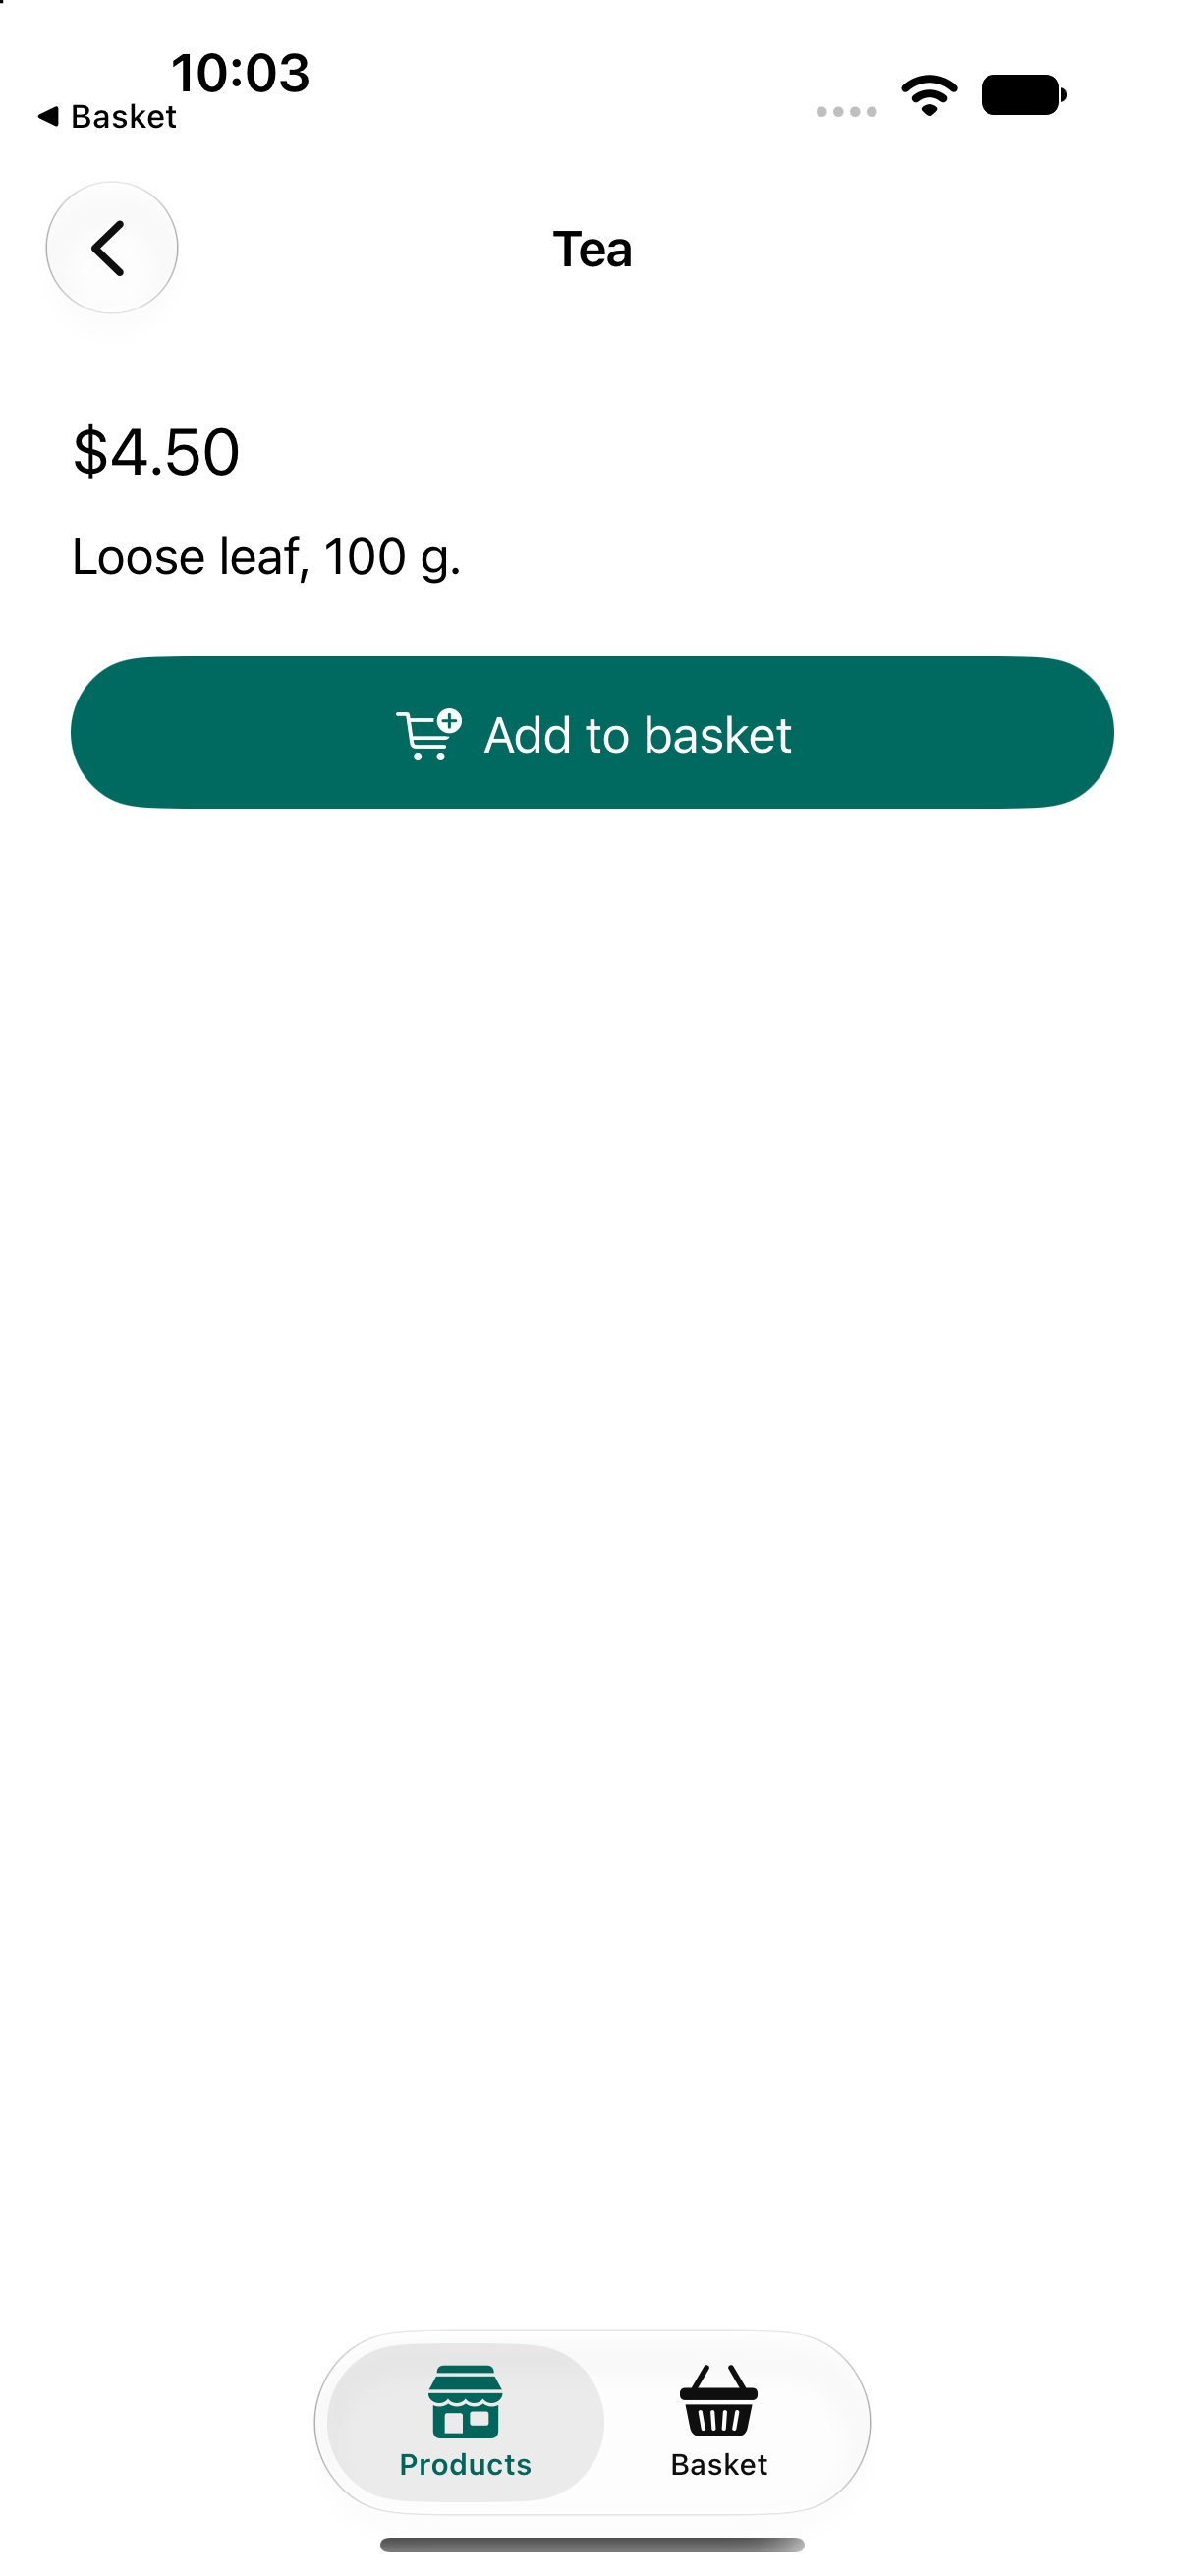 10:03
Basket
Tea
$4.50
Loose leaf, 100 g.
Add to basket
Products
Basket